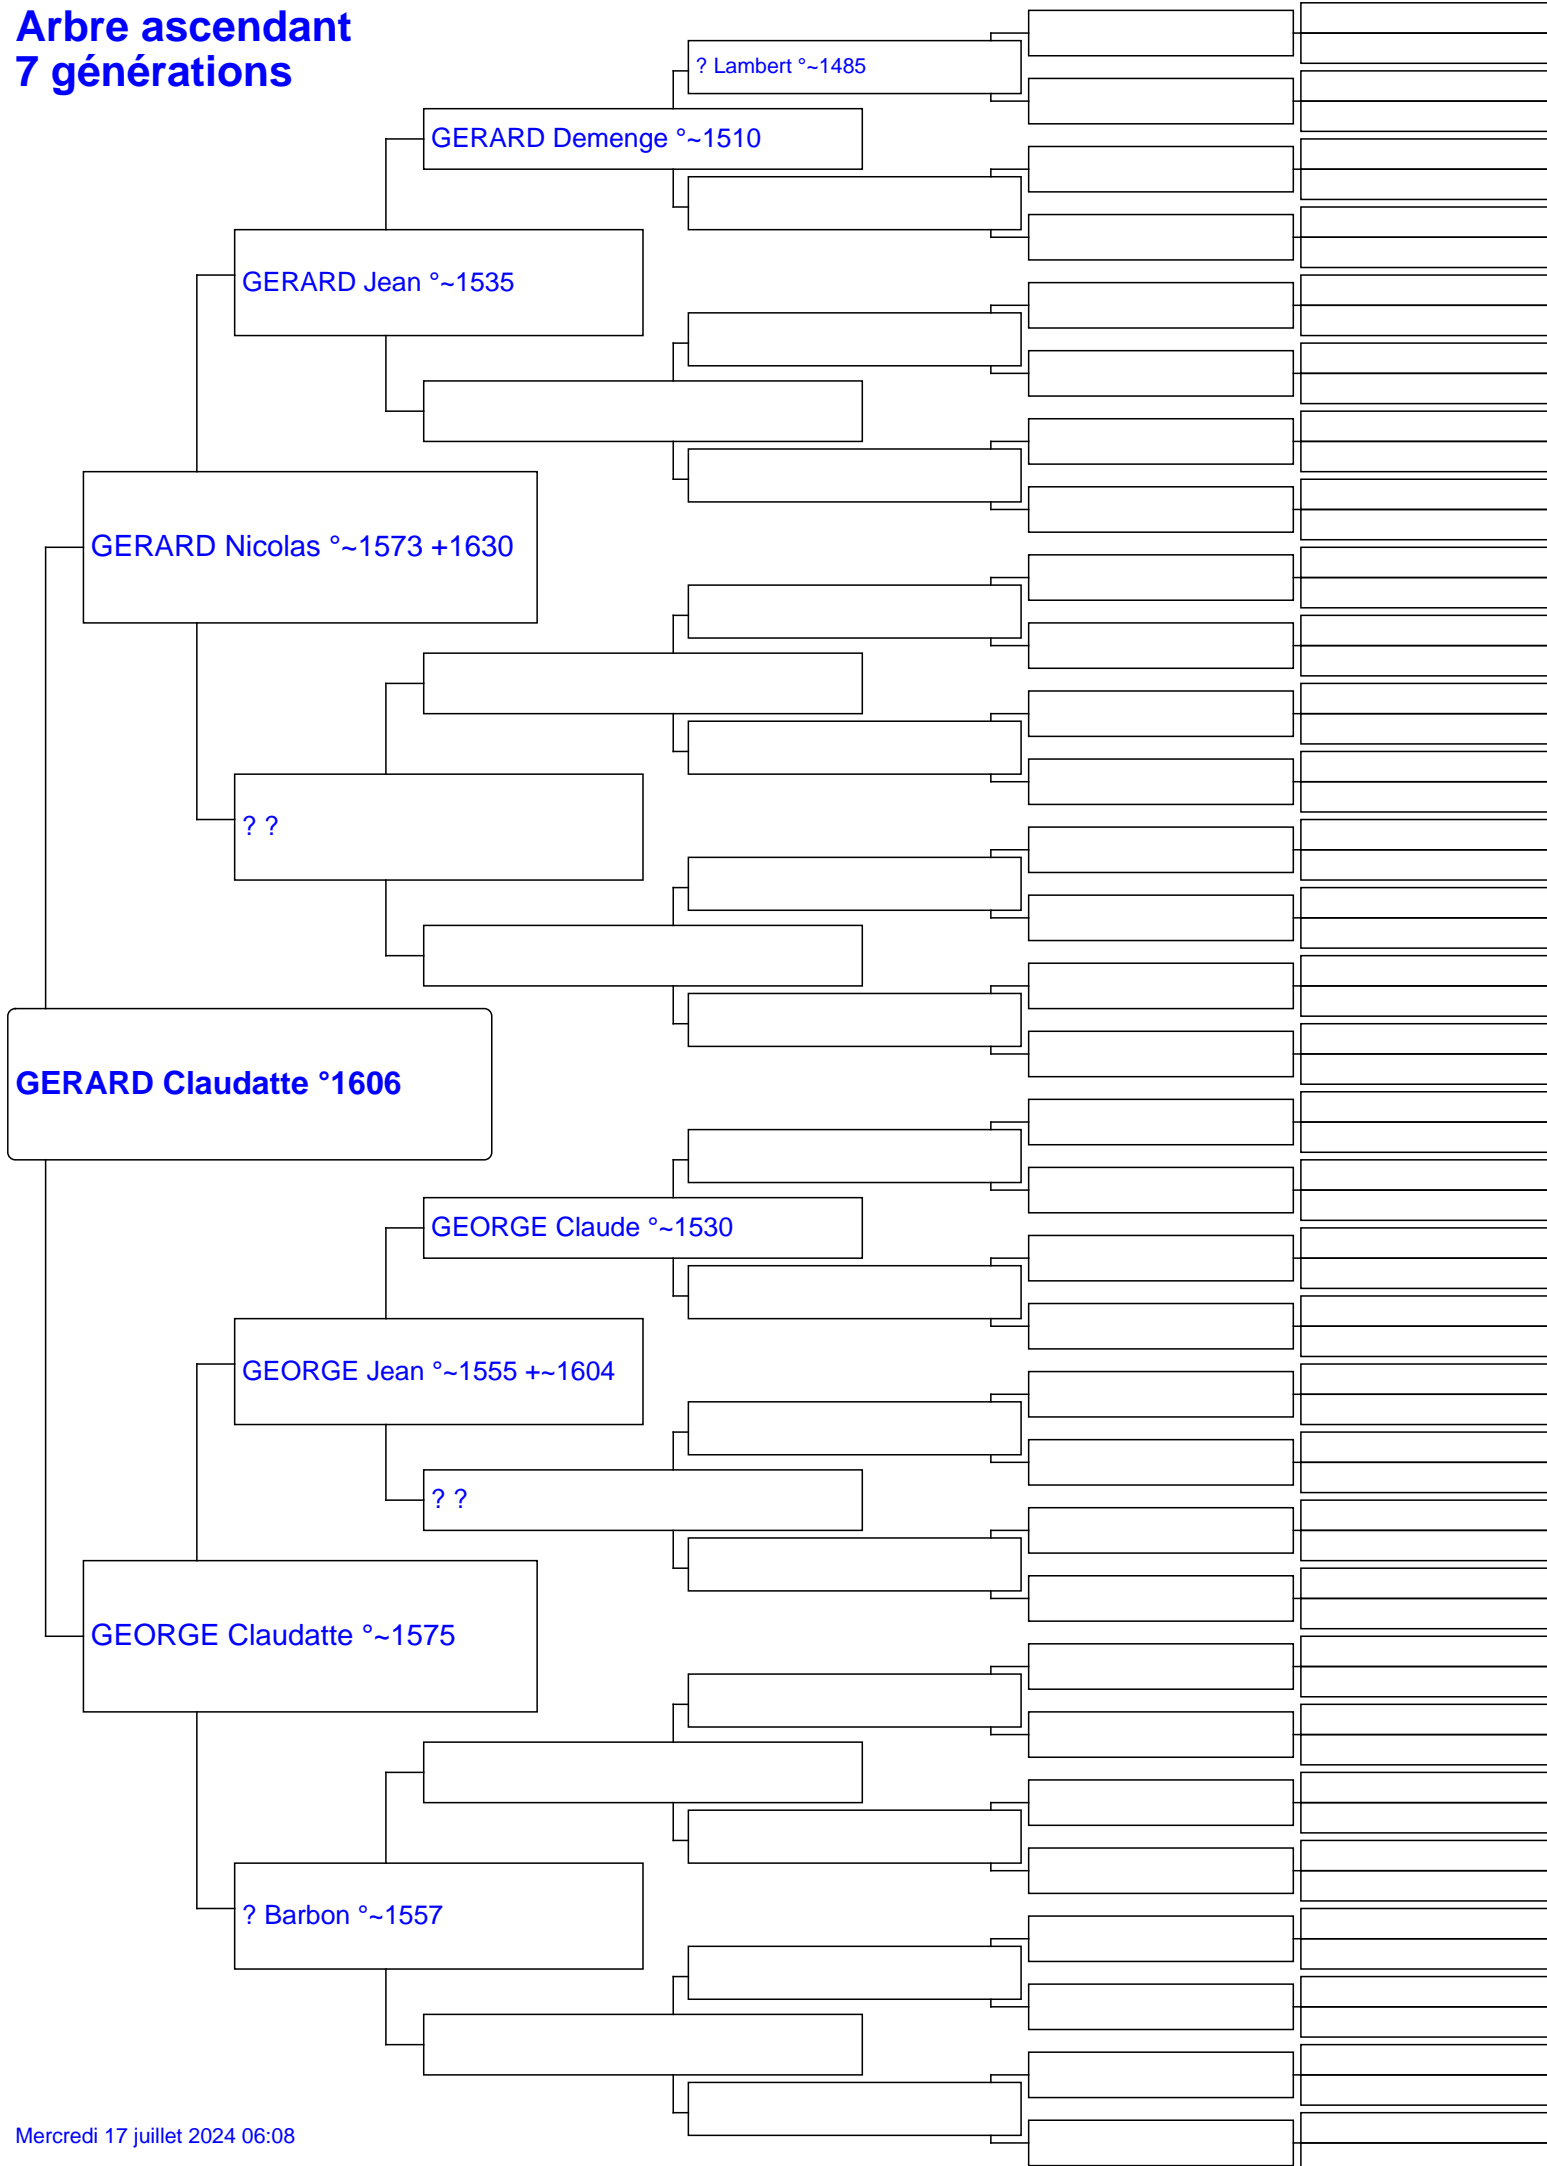 Arbre ascendant
7 générations
? Lambert °~1485
GERARD Demenge °~1510
GERARD Jean °~1535
GERARD Nicolas °~1573 +1630
? ?
GERARD Claudatte °1606
GEORGE Claude °~1530
GEORGE Jean °~1555 +~1604
? ?
GEORGE Claudatte °~1575
? Barbon °~1557
Mercredi 17 juillet 2024 06:08